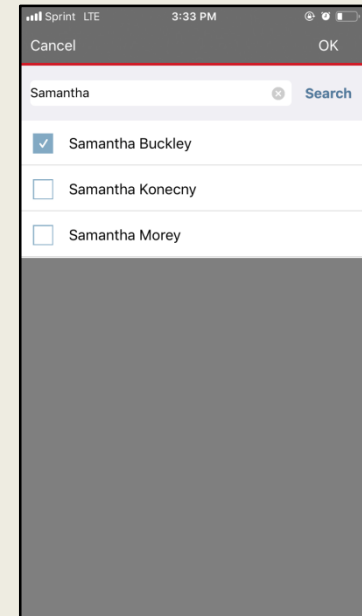 Sprint LTE 3:33 PM
Cancel OK
Samantha Search
Samantha Buckley
Samantha Konecny
Samantha Morey